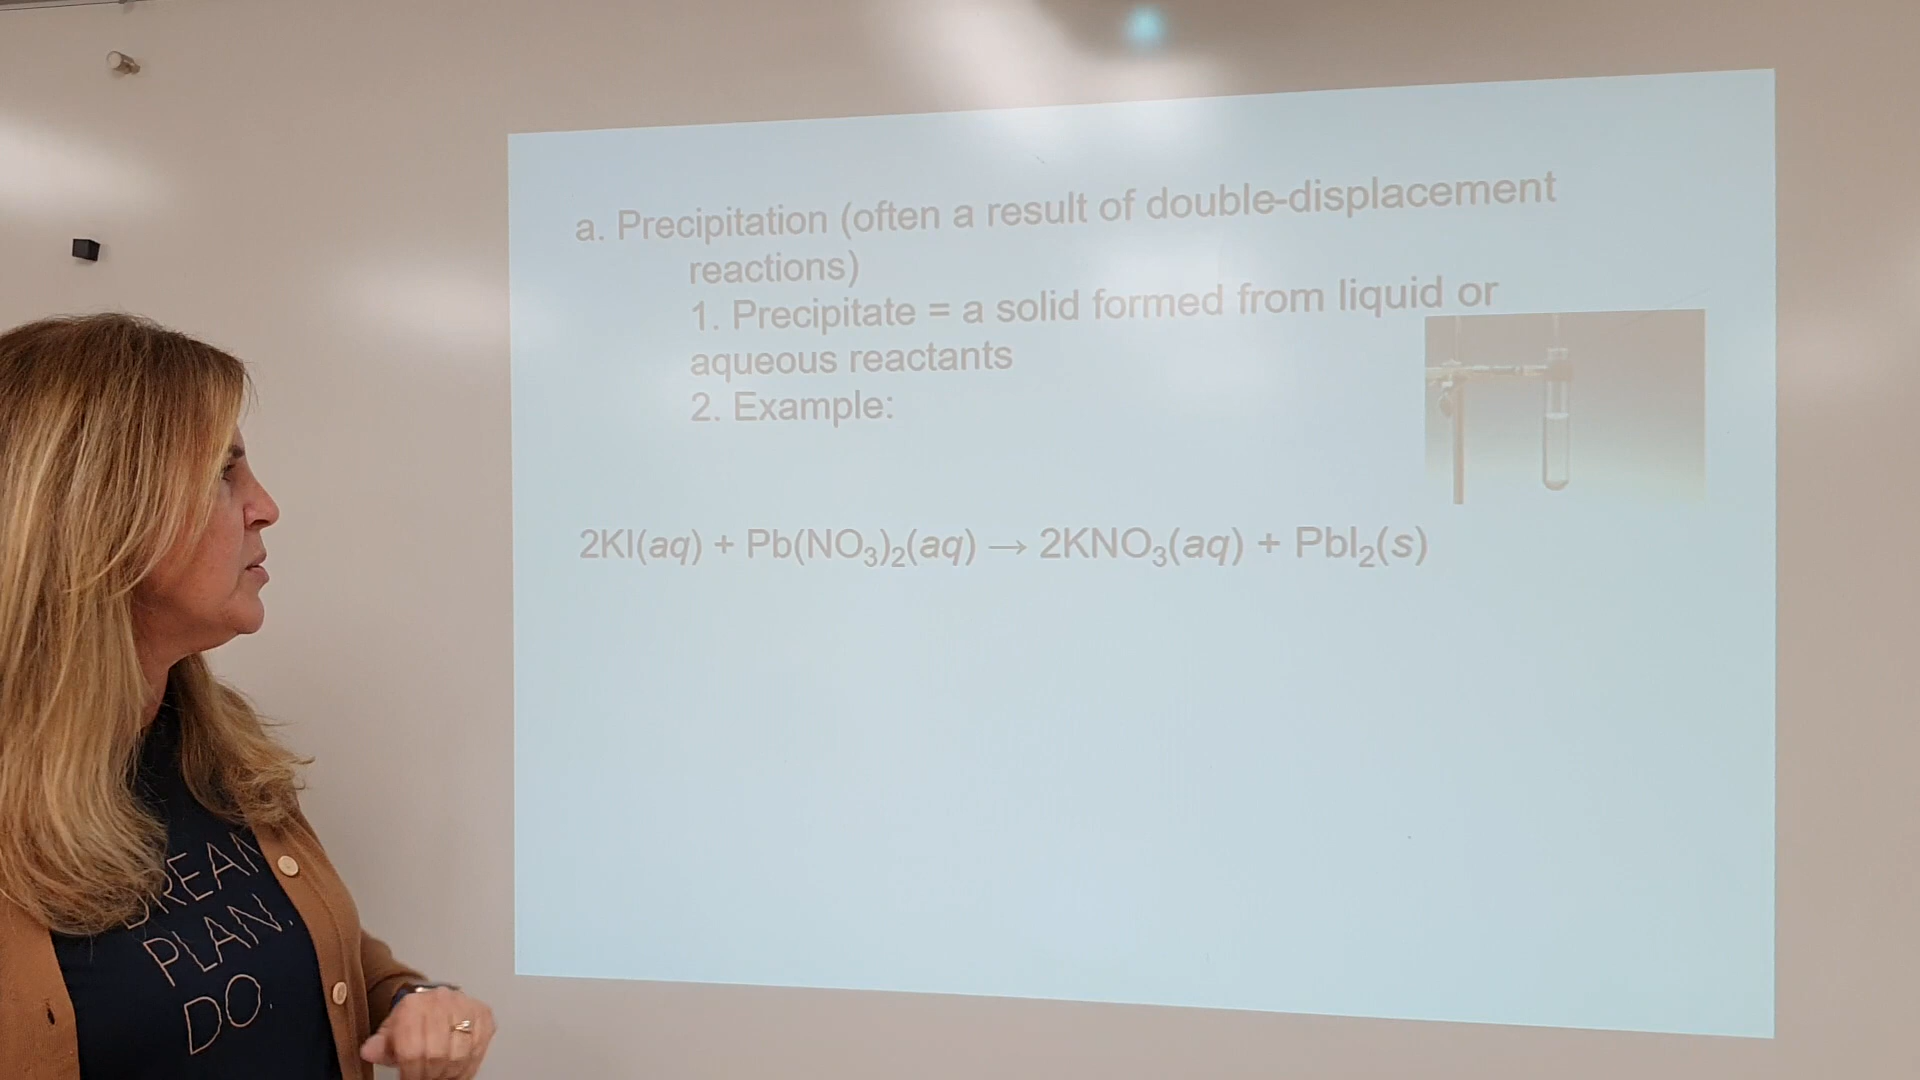 a. Precipitation (often a result of double-displacement
reactions)
1. Precipitate = a solid formed from liquid or
aqueous reactants
2. Example:
2KI(aq) + Pb(NO₃)₂(aq) → 2KNO₃(aq) + PbI₂(s)
PLAN.
DO.